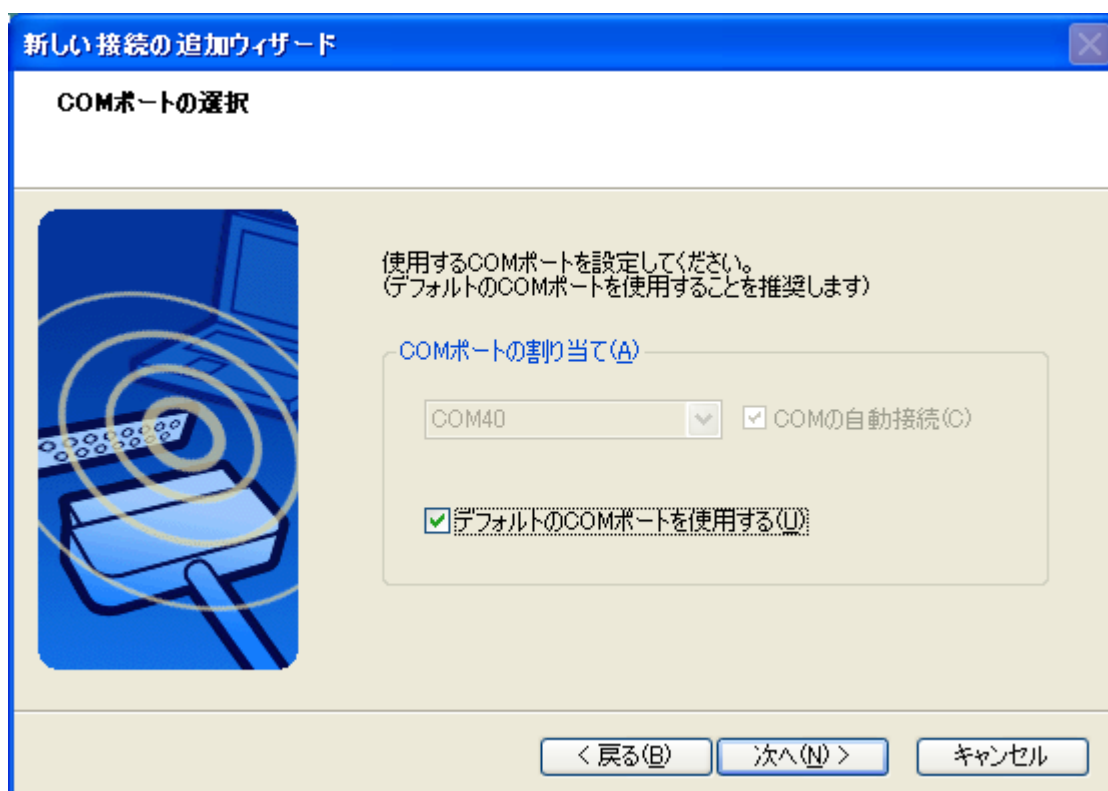 新しい接続の追加ウィザード
COMポートの選択
使用するCOMポートを設定してください。
(デフォルトのCOMポートを使用することを推奨します)
COMポートの割り当て(A)
COM40
COMの自動接続(C)
デフォルトのCOMポートを使用する(U)
< 戻る(B)
次へ(N) >
キャンセル